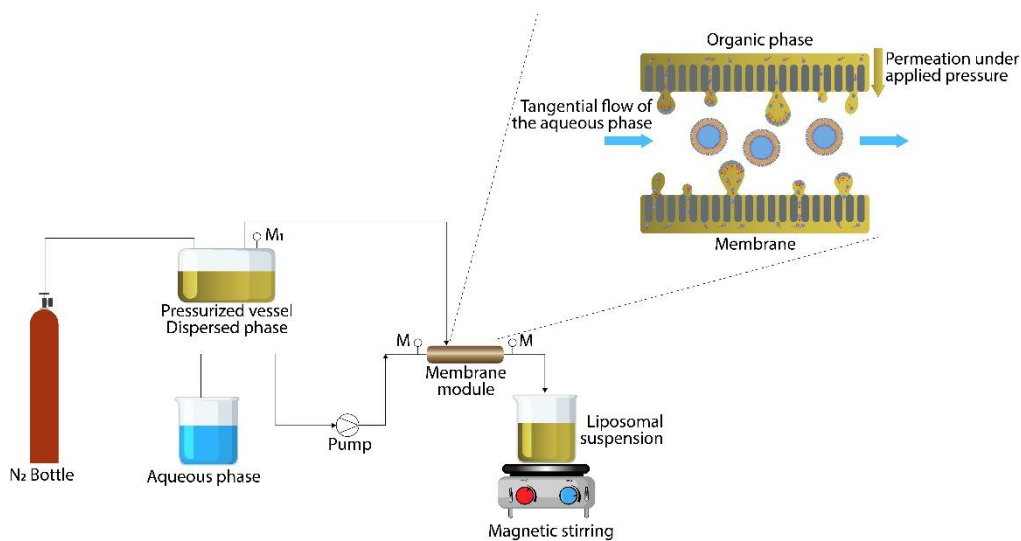 Organic phase
Permeation under
applied pressure
Tangential flow of
the aqueous phase
Membrane
M₁
Pressurized vessel
Dispersed phase
M
M
Membrane
module
Liposomal
suspension
Pump
N₂ Bottle
Aqueous phase
Magnetic stirring